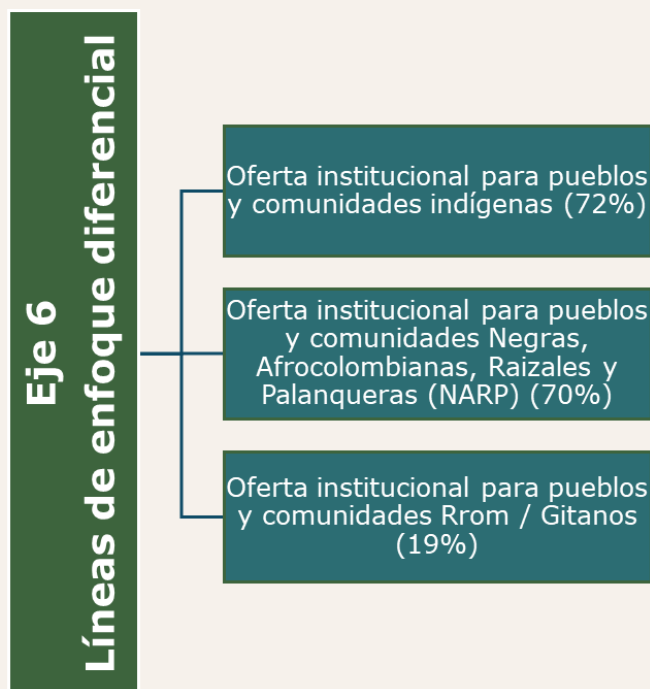 Eje 6
Líneas de enfoque diferencial
Oferta institucional para pueblos
y comunidades indígenas (72%)
Oferta institucional para pueblos
y comunidades Negras,
Afrocolombianas, Raizales y
Palanqueras (NARP) (70%)
Oferta institucional para pueblos
y comunidades Rrom / Gitanos
(19%)